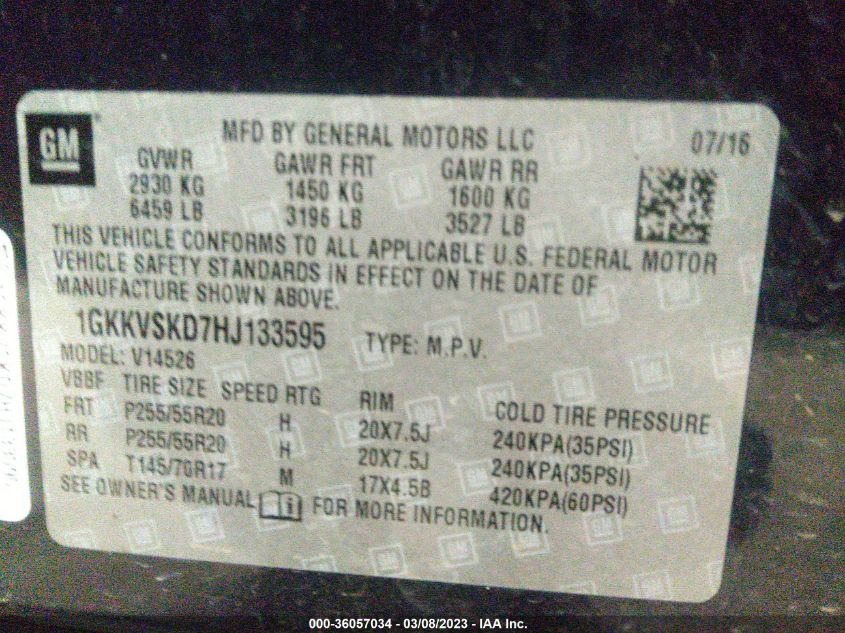 GM
MFD BY GENERAL MOTORS LLC
07/16
GVWR GAWR FRT GAWR RR
2930 KG 1450 KG 1600 KG
6459 LB 3196 LB 3527 LB
THIS VEHICLE CONFORMS TO ALL APPLICABLE U.S. FEDERAL MOTOR
VEHICLE SAFETY STANDARDS IN EFFECT ON THE DATE OF
MANUFACTURE SHOWN ABOVE.
1GKKVSKD7HJ133595 TYPE: M.P.V.
MODEL: V14526
VBBF TIRE SIZE SPEED RTG RIM COLD TIRE PRESSURE
FRT P255/55R20 H 20X7.5J 240KPA(35PSI)
RR P255/55R20 H 20X7.5J 240KPA(35PSI)
SPA T145/70R17 M 17X4.5B 420KPA(60PSI)
SEE OWNER'S MANUAL FOR MORE INFORMATION.
000-36057034 - 03/08/2023 - IAA Inc.